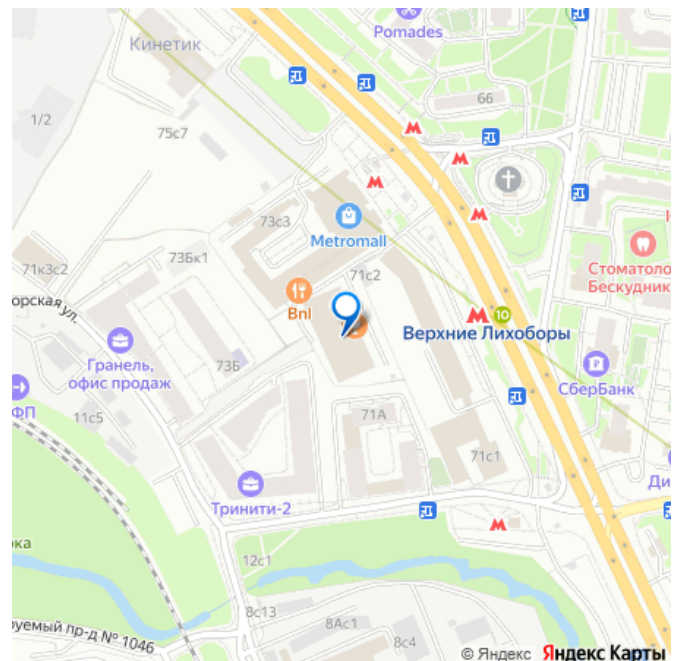 Кинетик
Pomades
66
1/2
75с7
73с3
Metromall
73Бк1
71к3с2
71с2
Стоматоло
Бескудник
Bnl
10
Верхние Лихоборы
орская ул.
Гранель,
офис продаж
73Б
СберБанк
ФП
11с5
71А
71с1
Тринити-2
Ди
ка
12с1
8с13
8Ас1
руемый пр-д № 1046
8с4
© Яндекс Яндекс Карты